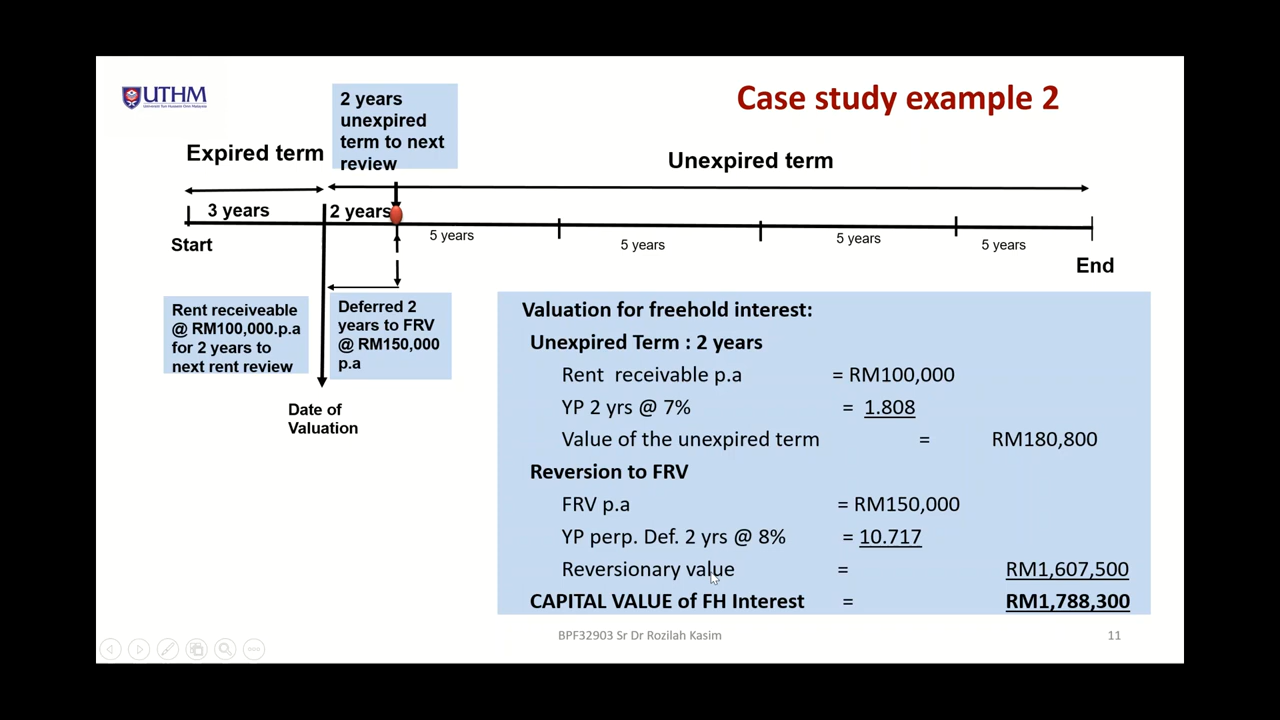 UTHM
Case study example 2
2 years
unexpired
term to next
review
Expired term
Unexpired term
3 years
2 years
Start
5 years
5 years
5 years
5 years
End
Rent receiveable
@ RM100,000.p.a
for 2 years to
next rent review
Deferred 2
years to FRV
@ RM150,000
p.a
Date of
Valuation
Valuation for freehold interest:
Unexpired Term : 2 years
Rent receivable p.a = RM100,000
YP 2 yrs @ 7% = 1.808
Value of the unexpired term = RM180,800
Reversion to FRV
FRV p.a = RM150,000
YP perp. Def. 2 yrs @ 8% = 10.717
Reversionary value = RM1,607,500
CAPITAL VALUE of FH Interest = RM1,788,300
BPF32903 Sr Dr Rozilah Kasim
11